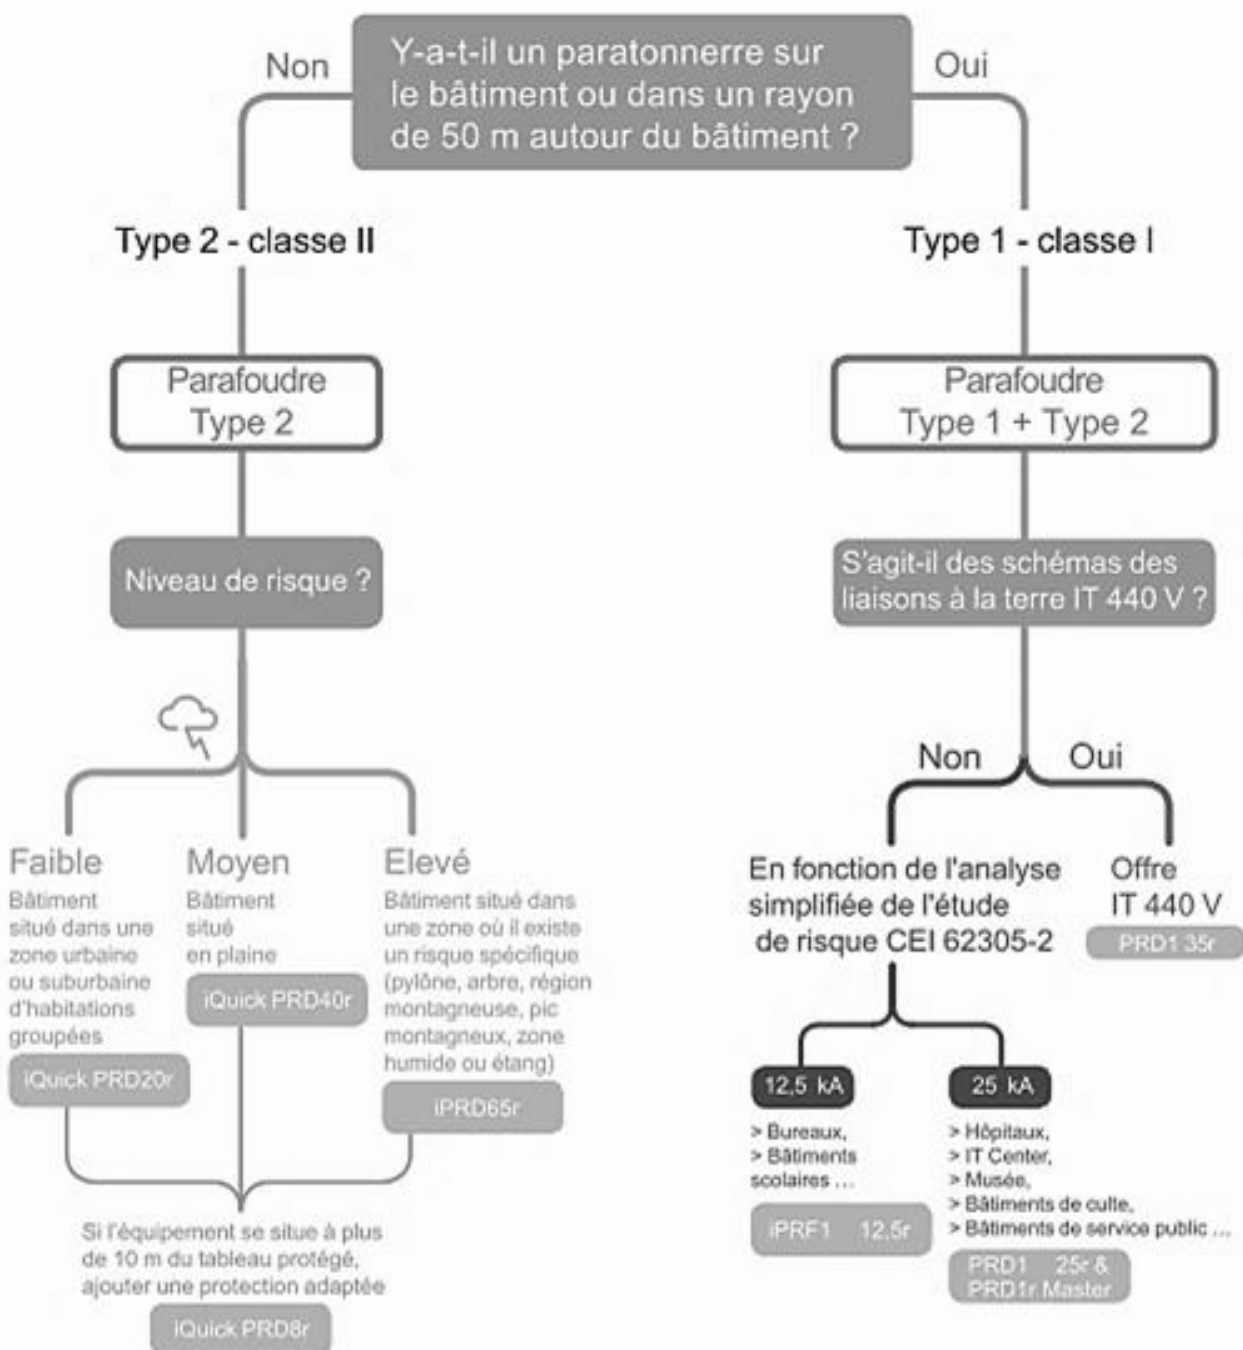 Y-a-t-il un paratonnerre sur
le bâtiment ou dans un rayon
de 50 m autour du bâtiment ?
Non
Oui
Type 2 - classe II
Type 1 - classe I
Parafoudre
Type 2
Parafoudre
Type 1 + Type 2
Niveau de risque ?
S'agit-il des schémas des
liaisons à la terre IT 440 V ?
Non
Oui
Faible
Bâtiment
situé dans une
zone urbaine
ou suburbaine
d'habitations
groupées
iQuick PRD20r
Moyen
Bâtiment
situé
en plaine
iQuick PRD40r
Elevé
Bâtiment situé dans
une zone où il existe
un risque spécifique
(pylône, arbre, région
montagneuse, pic
montagneux, zone
humide ou étang)
iPRD65r
Si l'équipement se situe à plus
de 10 m du tableau protégé,
ajouter une protection adaptée
iQuick PRD8r
En fonction de l'analyse
simplifiée de l'étude
de risque CEI 62305-2
Offre
IT 440 V
PRD1 35r
12,5 kA
> Bureaux,
> Bâtiments
scolaires ...
iPRF1 12,5r
25 kA
> Hôpitaux,
> IT Center,
> Musée,
> Bâtiments de culte,
> Bâtiments de service public ...
PRD1 25r &
PRD1r Master